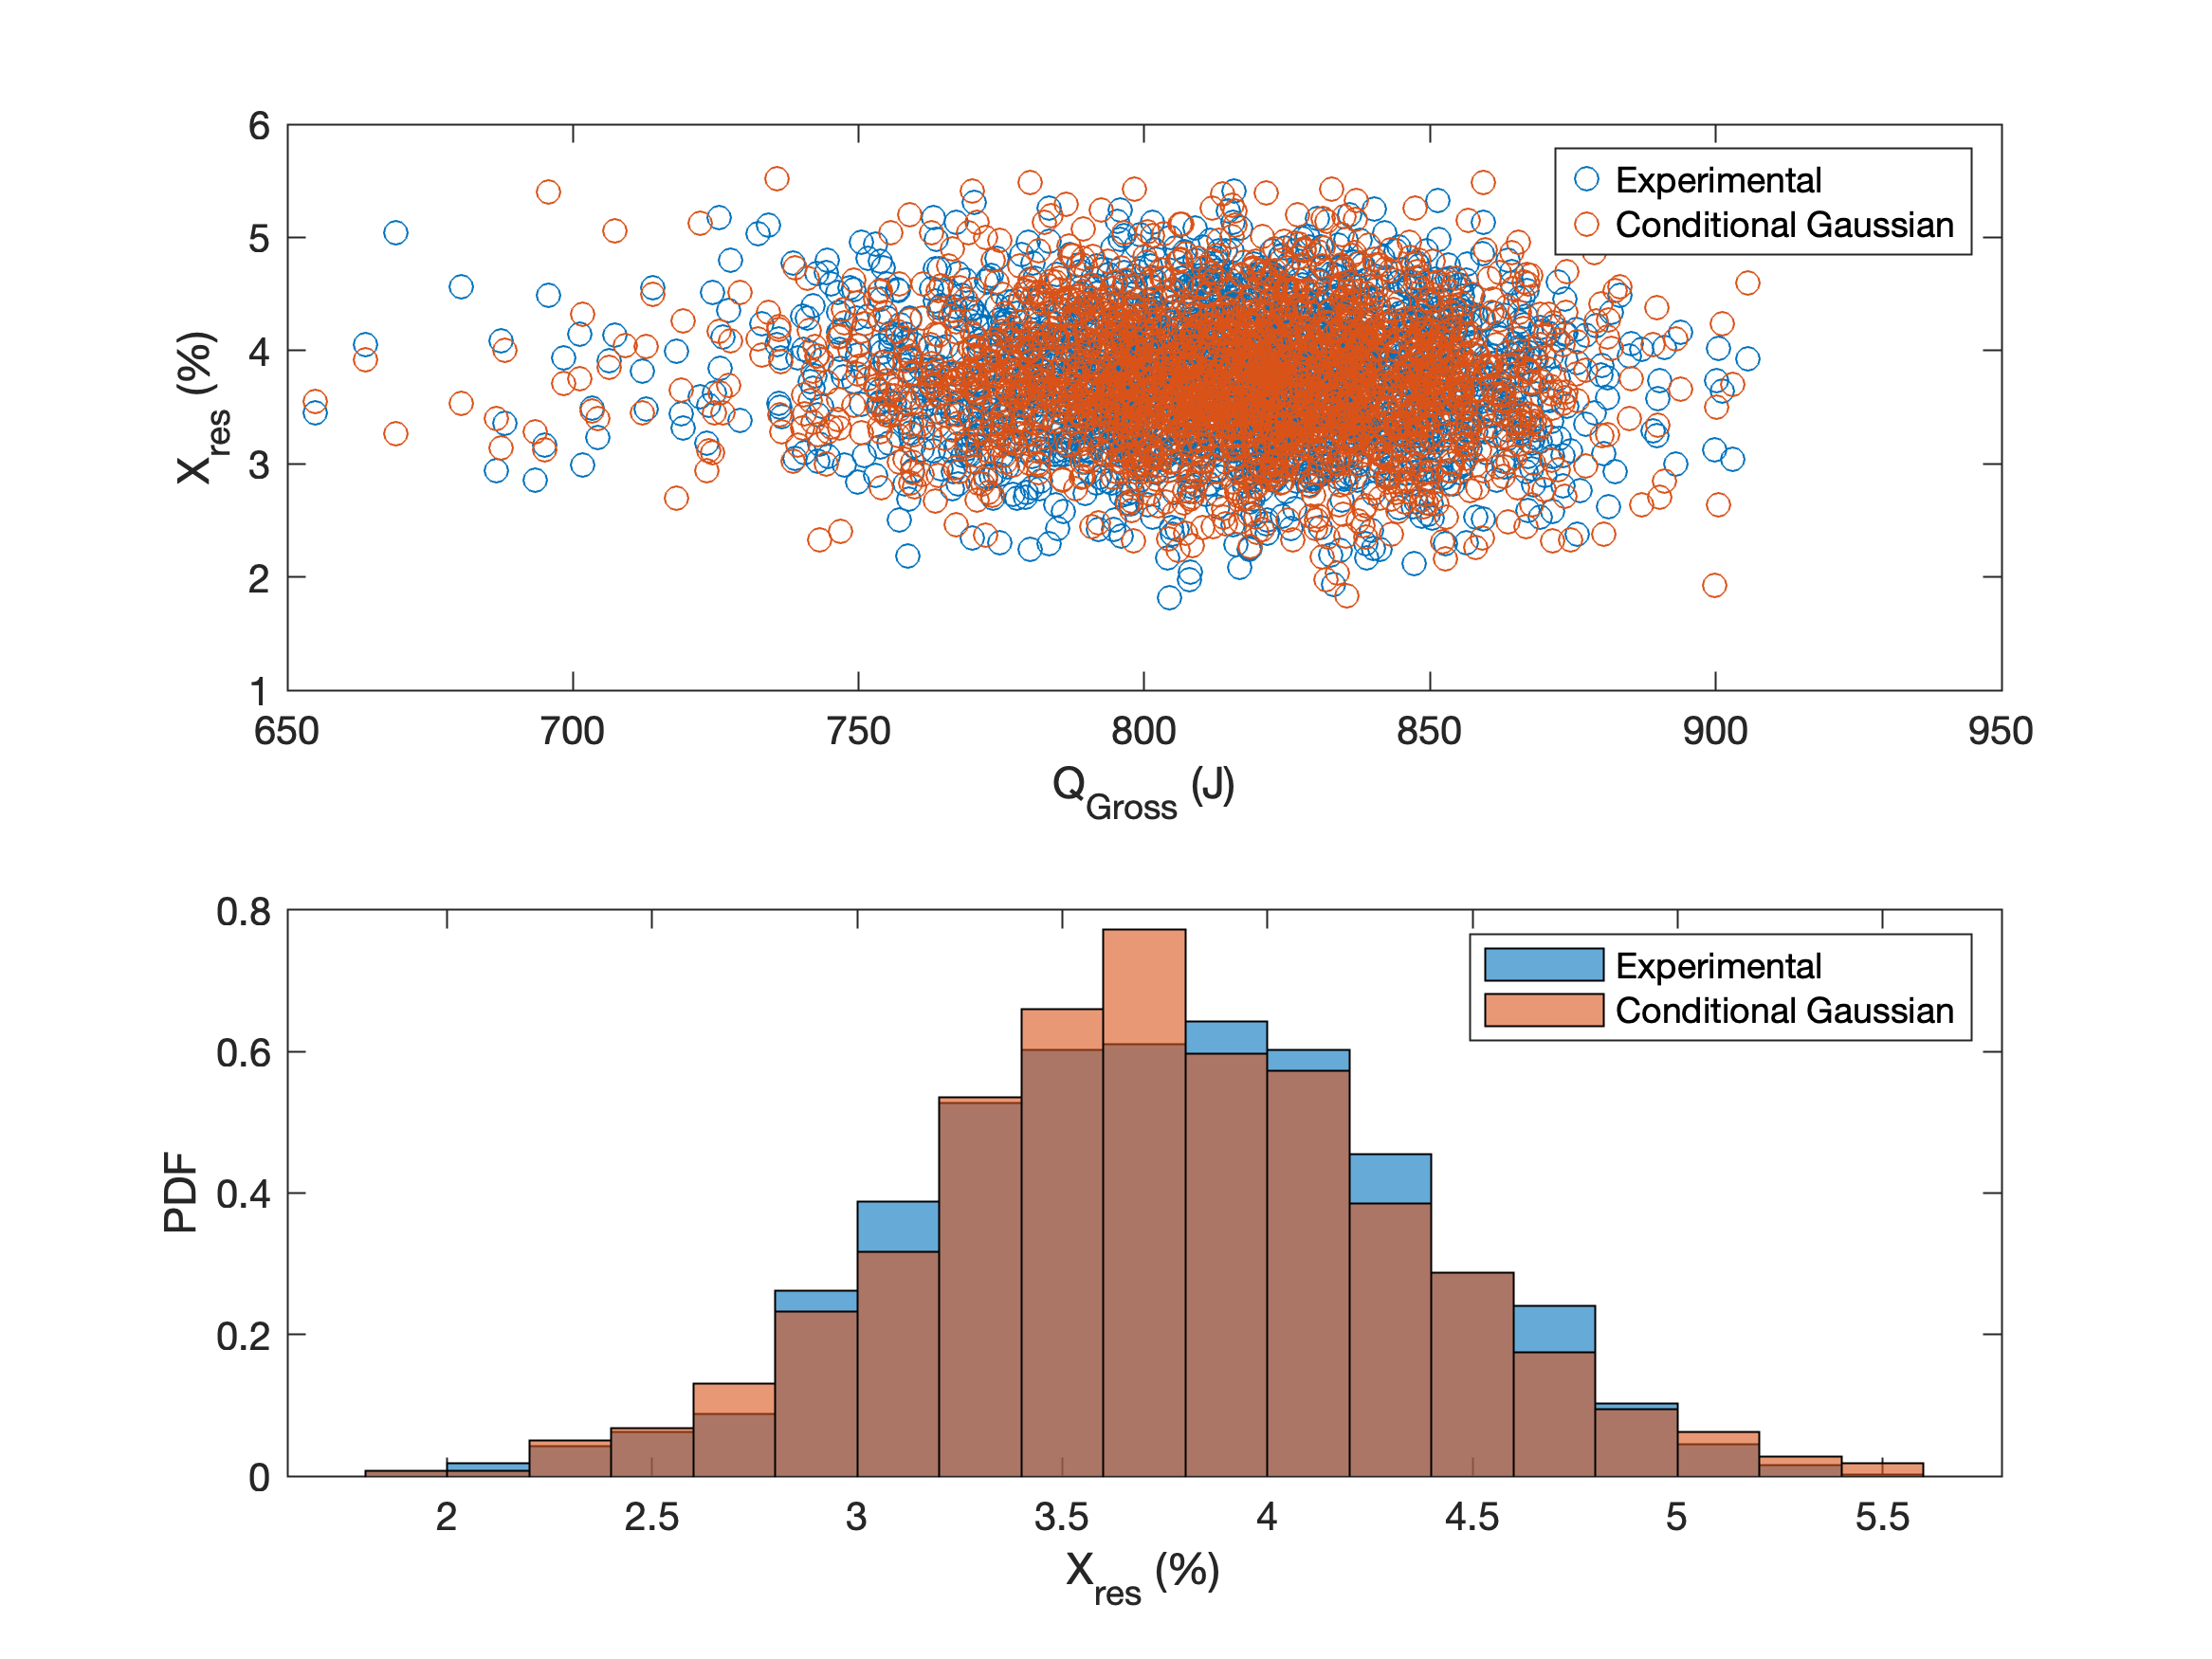 6
5
4
3
2
1
X_res (%)
Experimental
Conditional Gaussian
650 700 750 800 850 900 950
Q_Gross (J)
0.8
0.6
0.4
0.2
0
PDF
Experimental
Conditional Gaussian
2 2.5 3 3.5 4 4.5 5 5.5
X_res (%)